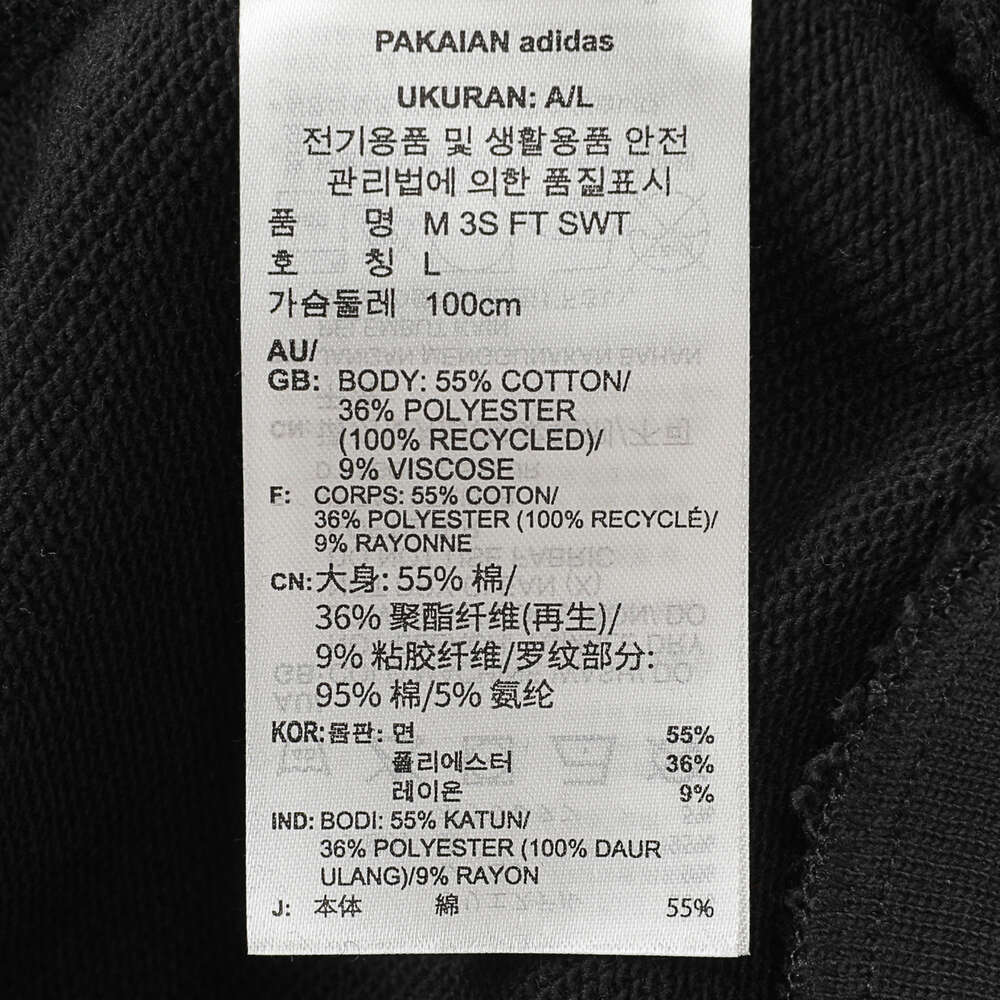 PAKAIAN adidas
UKURAN: A/L
전기용품 및 생활용품 안전
관리법에 의한 품질표시
품 명 M 3S FT SWT
호 칭 L
가슴둘레 100cm
AU/
GB: BODY: 55% COTTON/
36% POLYESTER
(100% RECYCLED)/
9% VISCOSE
F: CORPS: 55% COTON/
36% POLYESTER (100% RECYCLÉ)/
9% RAYONNE
CN: 大身: 55% 棉/
36% 聚酯纤维(再生)/
9% 粘胶纤维/罗纹部分:
95% 棉/5% 氨纶
KOR: 몸판: 면 55%
폴리에스터 36%
레이온 9%
IND: BODI: 55% KATUN/
36% POLYESTER (100% DAUR
ULANG)/9% RAYON
J: 本体 綿 55%